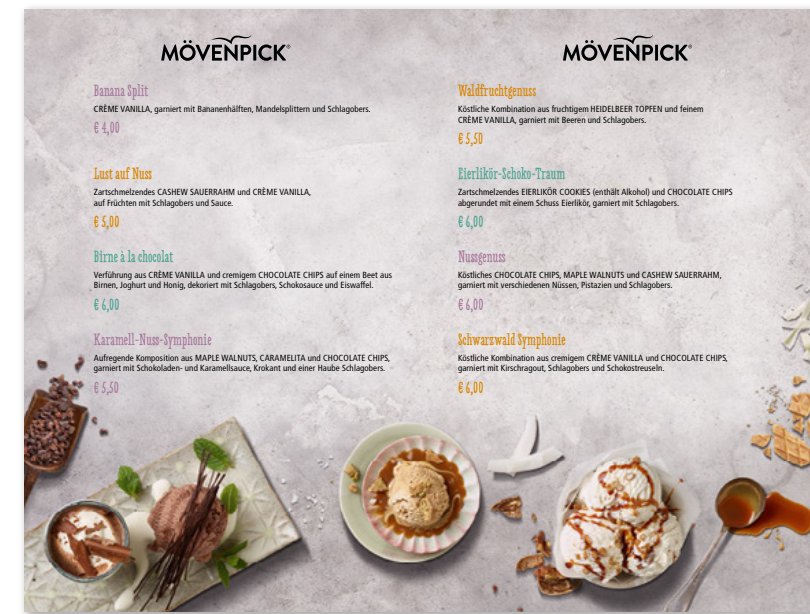 MÖVENPICK®
Banana Split
CRÈME VANILLA, garniert mit Bananenhälften, Mandelsplittern und Schlagobers.
€ 4,00
Lust auf Nuss
Zartschmelzendes CASHEW SAUERRAHM und CRÈME VANILLA,
auf Früchten mit Schlagobers und Sauce.
€ 5,00
Birne à la chocolat
Verführung aus CRÈME VANILLA und cremigem CHOCOLATE CHIPS auf einem Beet aus
Birnen, Joghurt und Honig, dekoriert mit Schlagobers, Schokosauce und Eiswaffel.
€ 6,00
Karamell-Nuss-Symphonie
Aufregende Komposition aus MAPLE WALNUTS, CARAMELITA und CHOCOLATE CHIPS,
garniert mit Schokoladen- und Karamellsauce, Krokant und einer Haube Schlagobers.
€ 5,50
MÖVENPICK®
Waldfruchtgenuss
Köstliche Kombination aus fruchtigem HEIDELBEER TOPFEN und feinem
CRÈME VANILLA, garniert mit Beeren und Schlagobers.
€ 5,50
Eierlikör-Schoko-Traum
Zartschmelzendes EIERLIKÖR COOKIES (enthält Alkohol) und CHOCOLATE CHIPS
abgerundet mit einem Schuss Eierlikör, garniert mit Schlagobers.
€ 6,00
Nussgenuss
Köstliches CHOCOLATE CHIPS, MAPLE WALNUTS und CASHEW SAUERRAHM,
garniert mit verschiedenen Nüssen, Pistazien und Schlagobers.
€ 6,00
Schwarzwald Symphonie
Köstliche Kombination aus cremigem CRÈME VANILLA und CHOCOLATE CHIPS,
garniert mit Kirschragout, Schlagobers und Schokostreuseln.
€ 6,00